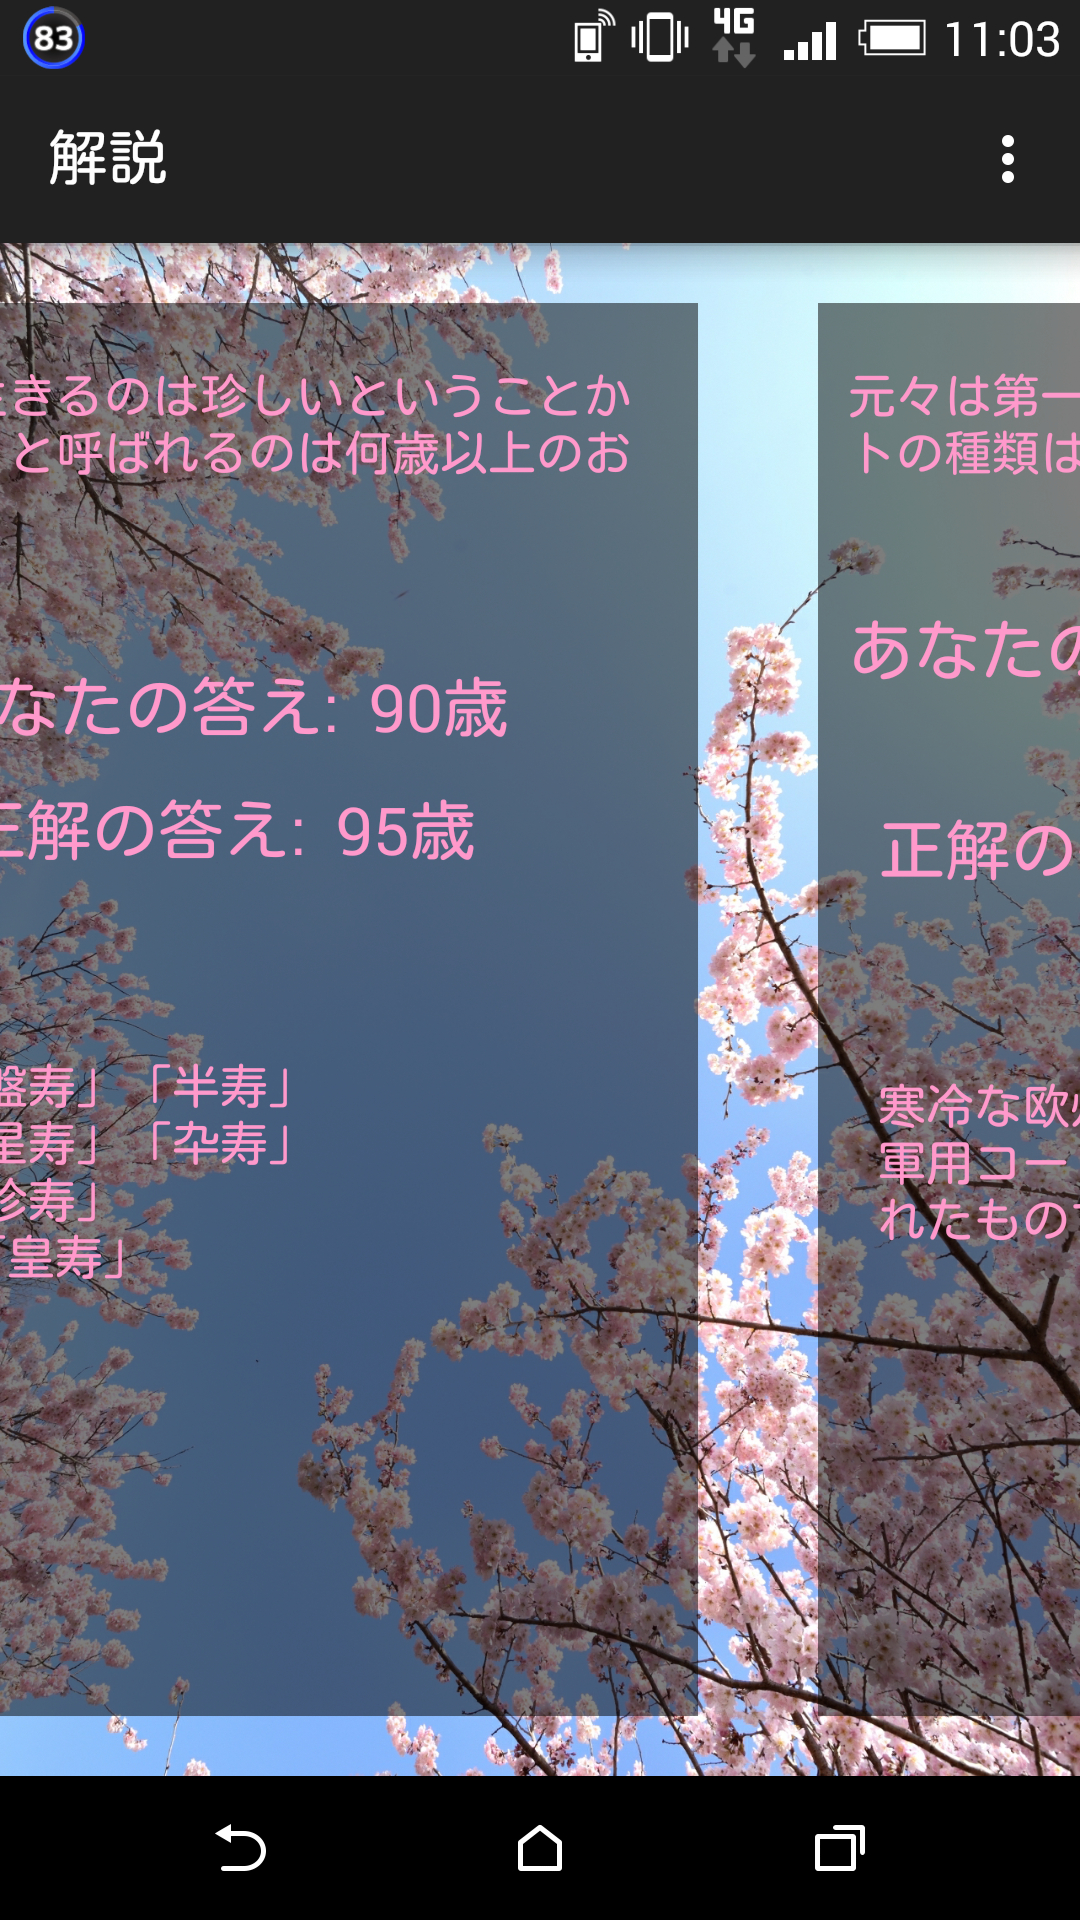 83
4G
11:03
解説
きるのは珍しいということか
と呼ばれるのは何歳以上のお
なたの答え: 90歳
正解の答え: 95歳
盤寿」「半寿」
星寿」「卒寿」
珍寿」
「皇寿」
元々は第一
トの種類は
あなたの
正解の
寒冷な欧
軍用コー
れたもの